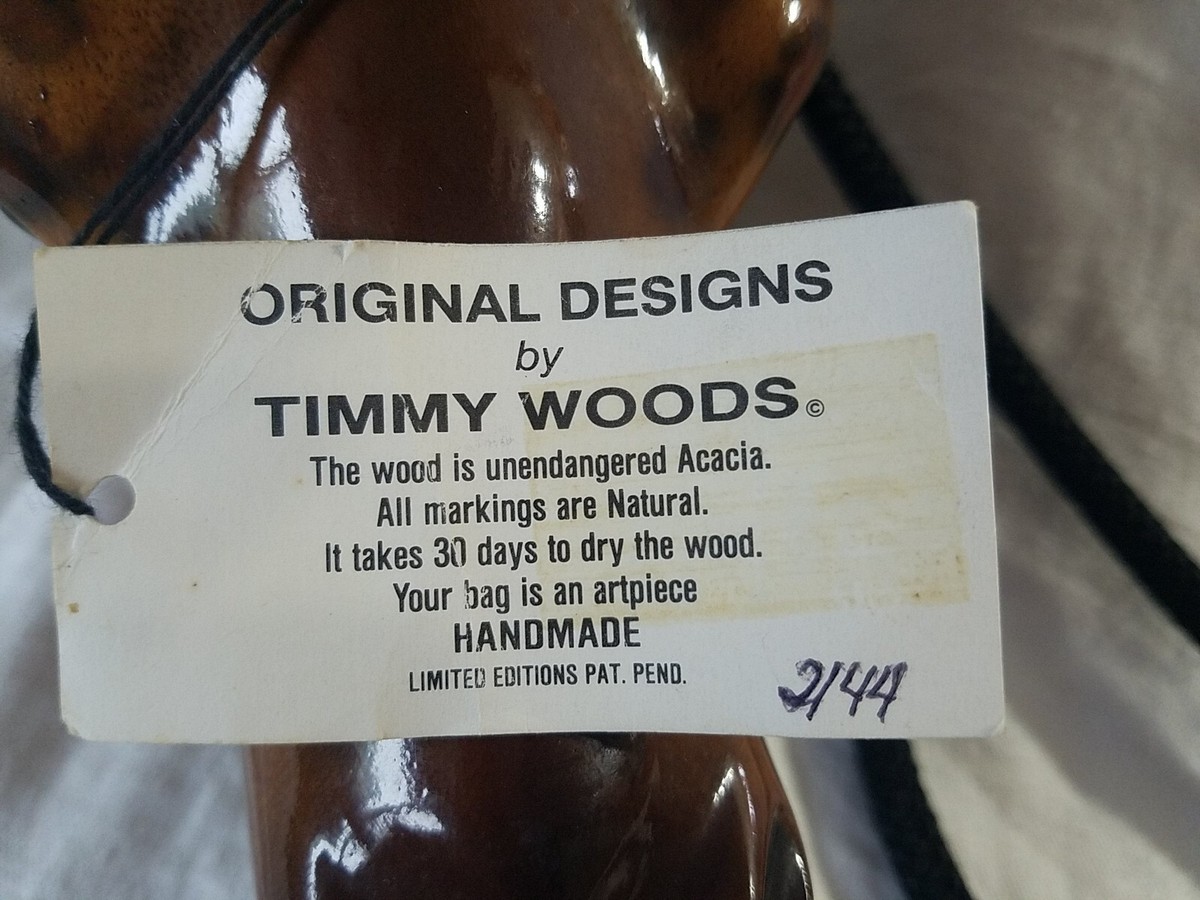 ORIGINAL DESIGNS
by
TIMMY WOODS©
The wood is unendangered Acacia.
All markings are Natural.
It takes 30 days to dry the wood.
Your bag is an artpiece
HANDMADE
LIMITED EDITIONS PAT. PEND.
2/44